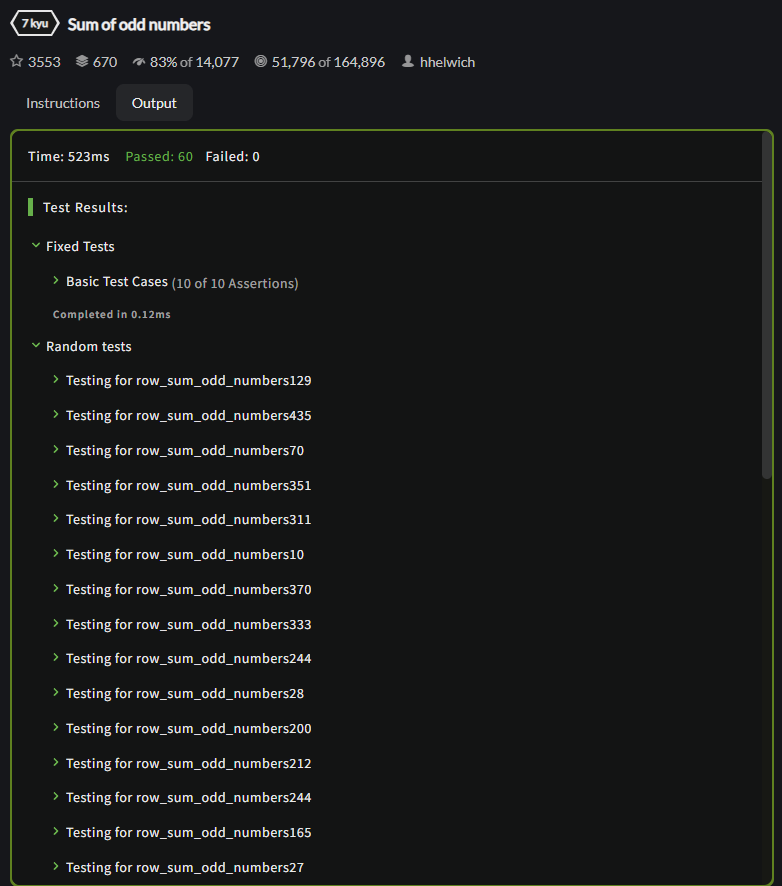 7 kyu Sum of odd numbers
3553 670 83% of 14,077 51,796 of 164,896 hhelwich
Instructions Output
Time: 523ms Passed: 60 Failed: 0
Test Results:
Fixed Tests
Basic Test Cases (10 of 10 Assertions)
Completed in 0.12ms
Random tests
Testing for row_sum_odd_numbers129
Testing for row_sum_odd_numbers435
Testing for row_sum_odd_numbers70
Testing for row_sum_odd_numbers351
Testing for row_sum_odd_numbers311
Testing for row_sum_odd_numbers10
Testing for row_sum_odd_numbers370
Testing for row_sum_odd_numbers333
Testing for row_sum_odd_numbers244
Testing for row_sum_odd_numbers28
Testing for row_sum_odd_numbers200
Testing for row_sum_odd_numbers212
Testing for row_sum_odd_numbers244
Testing for row_sum_odd_numbers165
Testing for row_sum_odd_numbers27